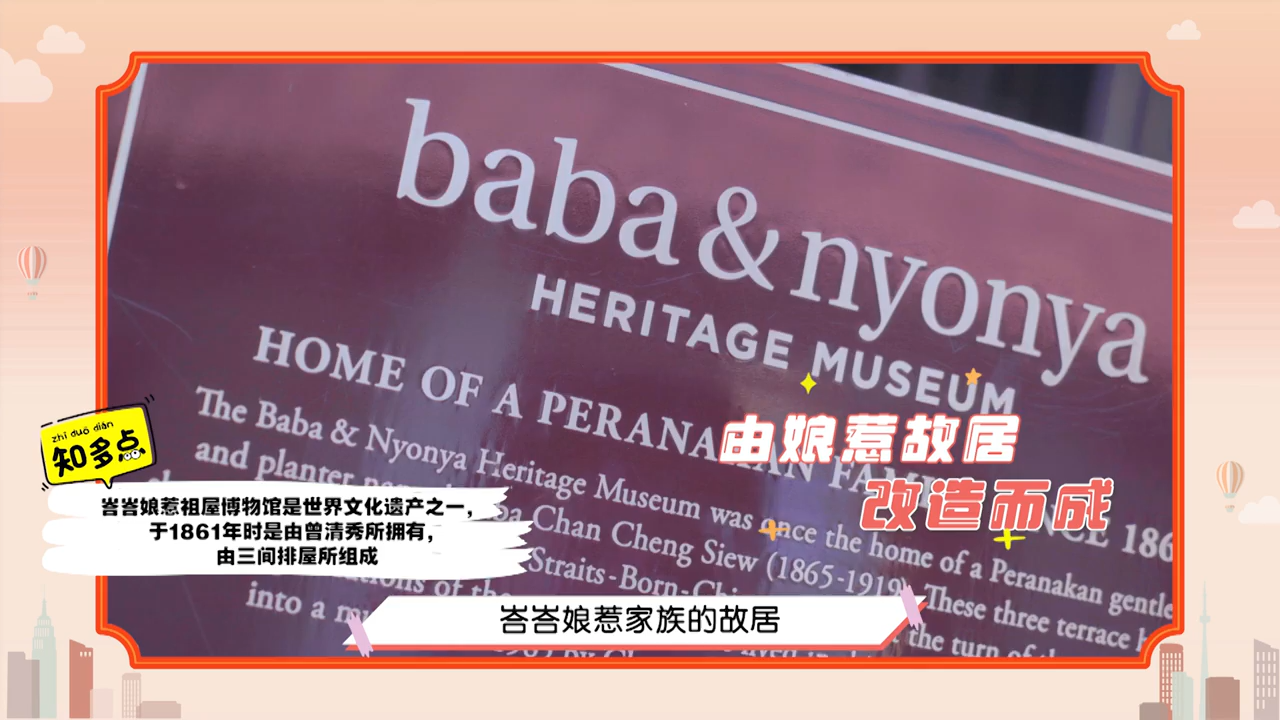 baba & nyonya
HERITAGE MUSEUM
HOME OF A PERANAKAN FAMI
NCE 186
The Baba & Nyonya Heritage Museum was once the home of a Peranakan gentle
and planter
Chan Cheng Siew (1865-1919). These three terrace
Straits-Born-Chi
the turn of
into a
由娘惹故居
改造而成
zhī duō diǎn
知多点
峇峇娘惹祖屋博物馆是世界文化遗产之一，
于1861年时是由曾清秀所拥有，
由三间排屋所组成
峇峇娘惹家族的故居